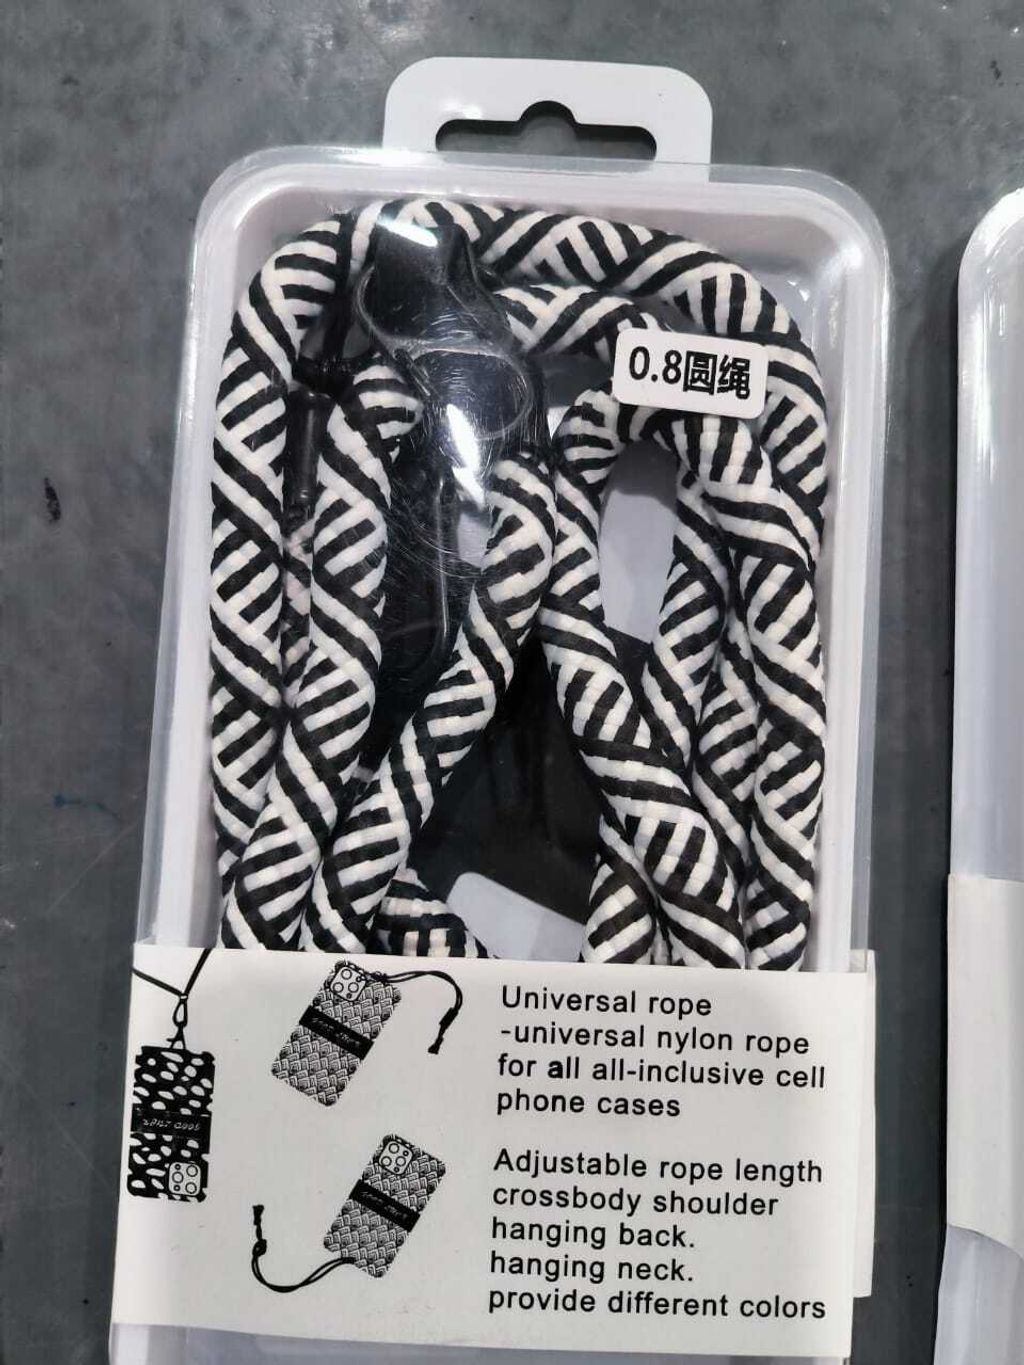 0.8圆绳
Universal rope
-universal nylon rope
for all all-inclusive cell
phone cases
Adjustable rope length
crossbody shoulder
hanging back.
hanging neck.
provide different colors